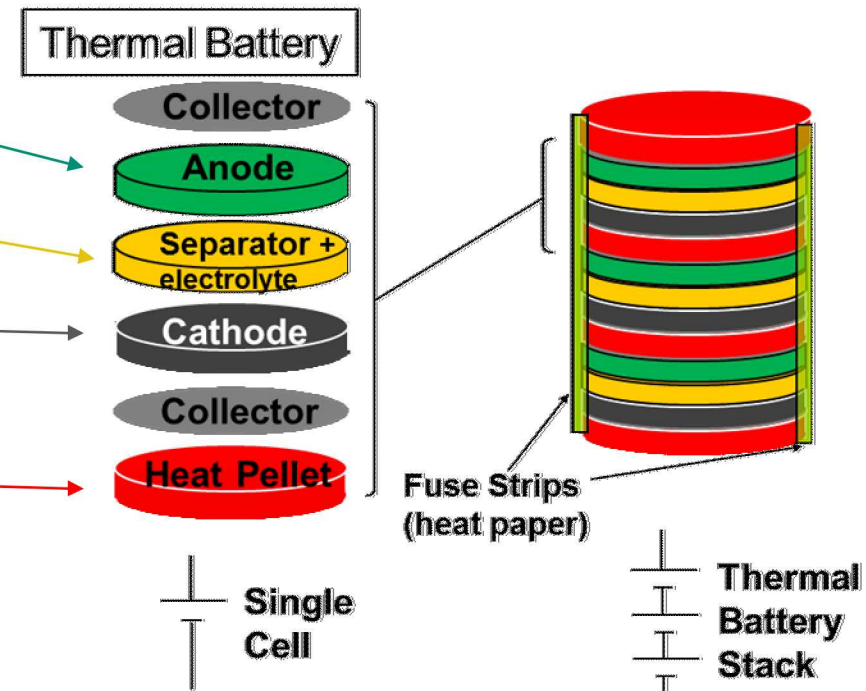 Thermal Battery
Collector
Anode
Separator +
electrolyte
Cathode
Collector
Heat Pellet
Fuse Strips
(heat paper)
Single
Cell
Thermal
Battery
Stack